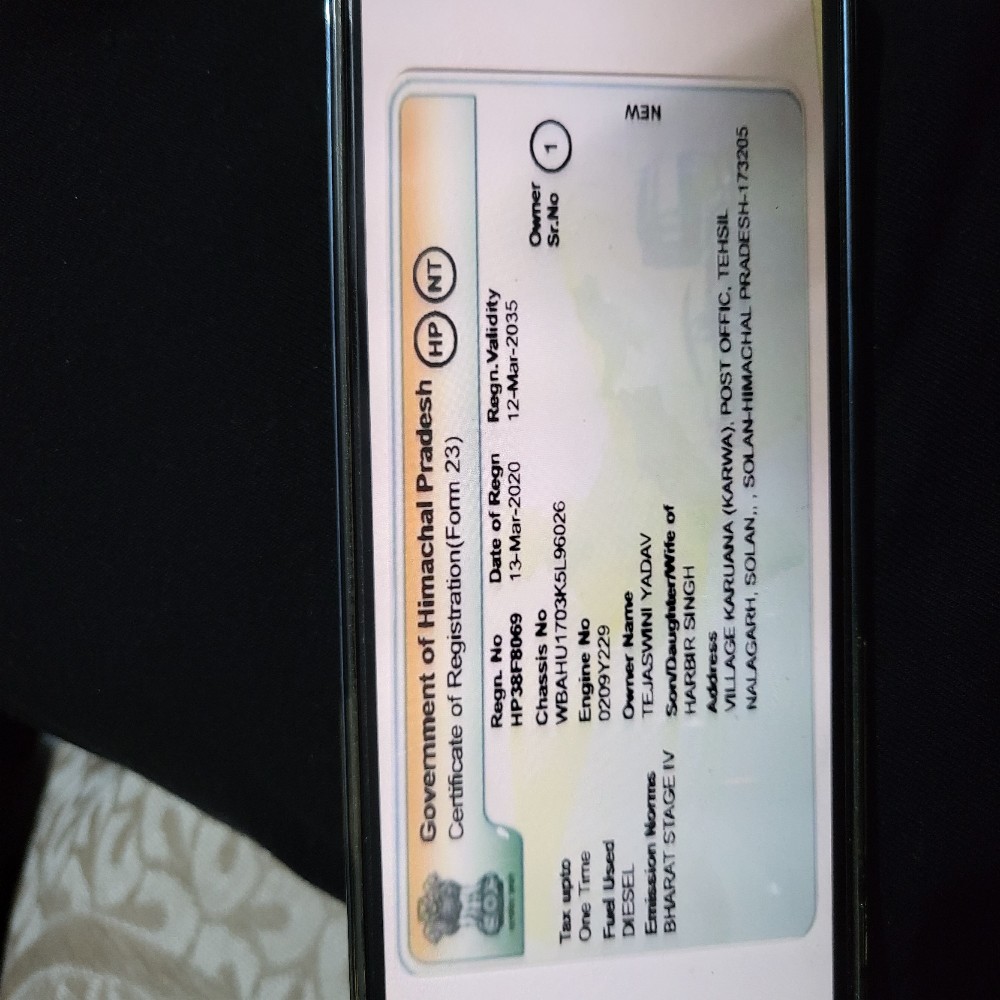 Government of Himachal Pradesh HP NT
Certificate of Registration(Form 23)
Regn. No Date of Regn Regn.Validity
HP38F8069 13-Mar-2020 12-Mar-2035
Chassis No Owner
WBAHU1703K5L96026 Sr.No 1
Engine No
0209Y229
Owner Name
TEJASWINI YADAV
Son/Daughter/Wife of
HARBIR SINGH
Address
VILLAGE KARUANA (KARWA), POST OFFIC, TEHSIL
NALAGARH, SOLAN,, , SOLAN-HIMACHAL PRADESH-173205
Tax upto
One Time
Fuel Used
DIESEL
Emission Norms
BHARAT STAGE IV
NEW